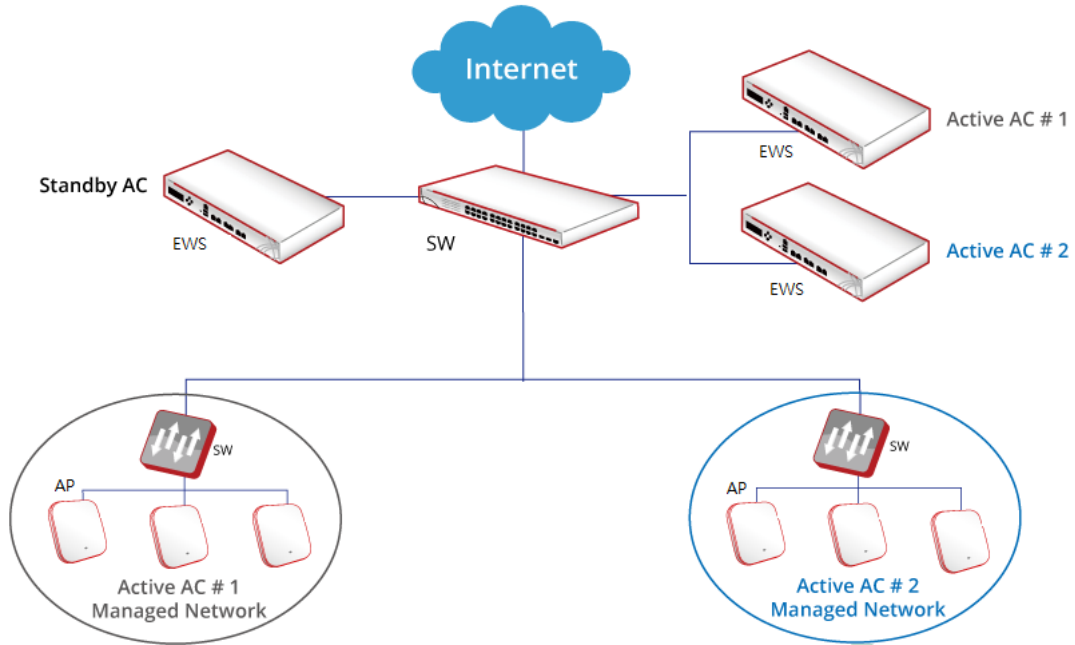 Internet
Active AC # 1
EWS
Standby AC
EWS
SW
Active AC # 2
EWS
SW
AP
Active AC # 1
Managed Network
SW
AP
Active AC # 2
Managed Network